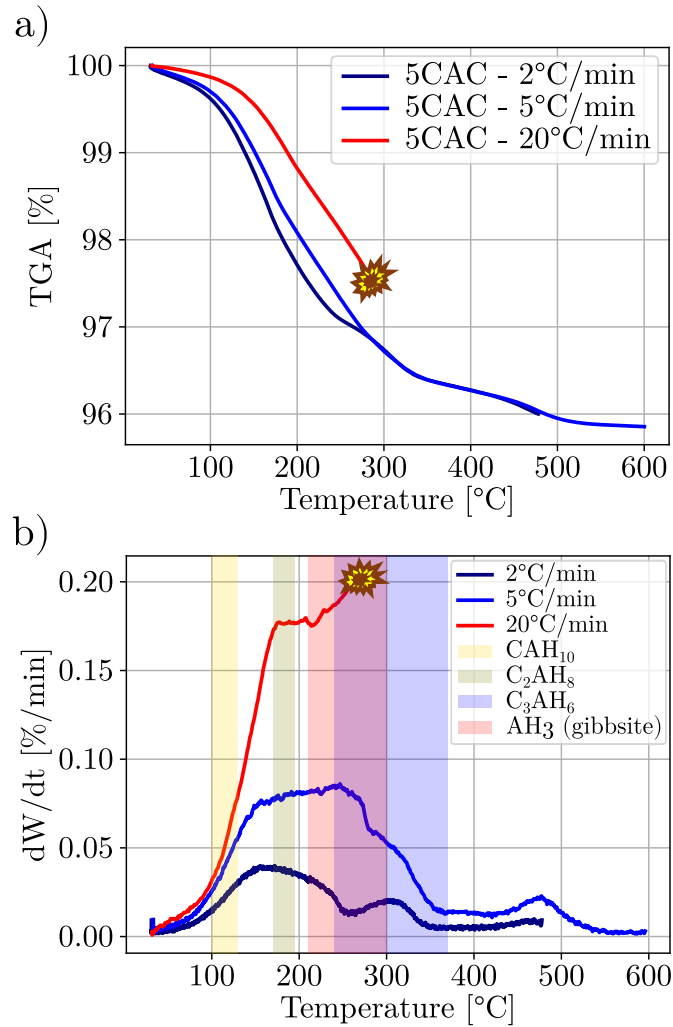 a)
100
99
98
97
96
TGA [%]
5CAC - 2°C/min
5CAC - 5°C/min
5CAC - 20°C/min
100 200 300 400 500 600
Temperature [°C]
b)
0.20
0.15
0.10
0.05
0.00
dW/dt [%/min]
2°C/min
5°C/min
20°C/min
CAH₁₀
C₂AH₈
C₃AH₆
AH3 (gibbsite)
100 200 300 400 500 600
Temperature [°C]